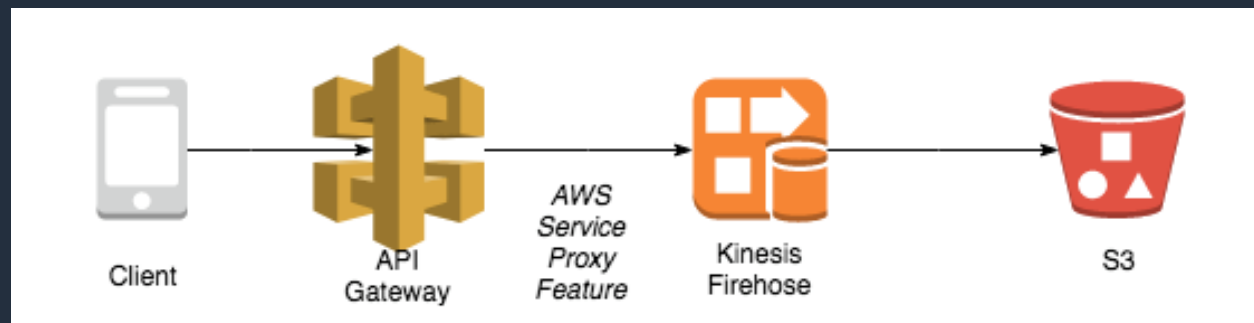 Client
API
Gateway
AWS
Service
Proxy
Feature
Kinesis
Firehose
S3